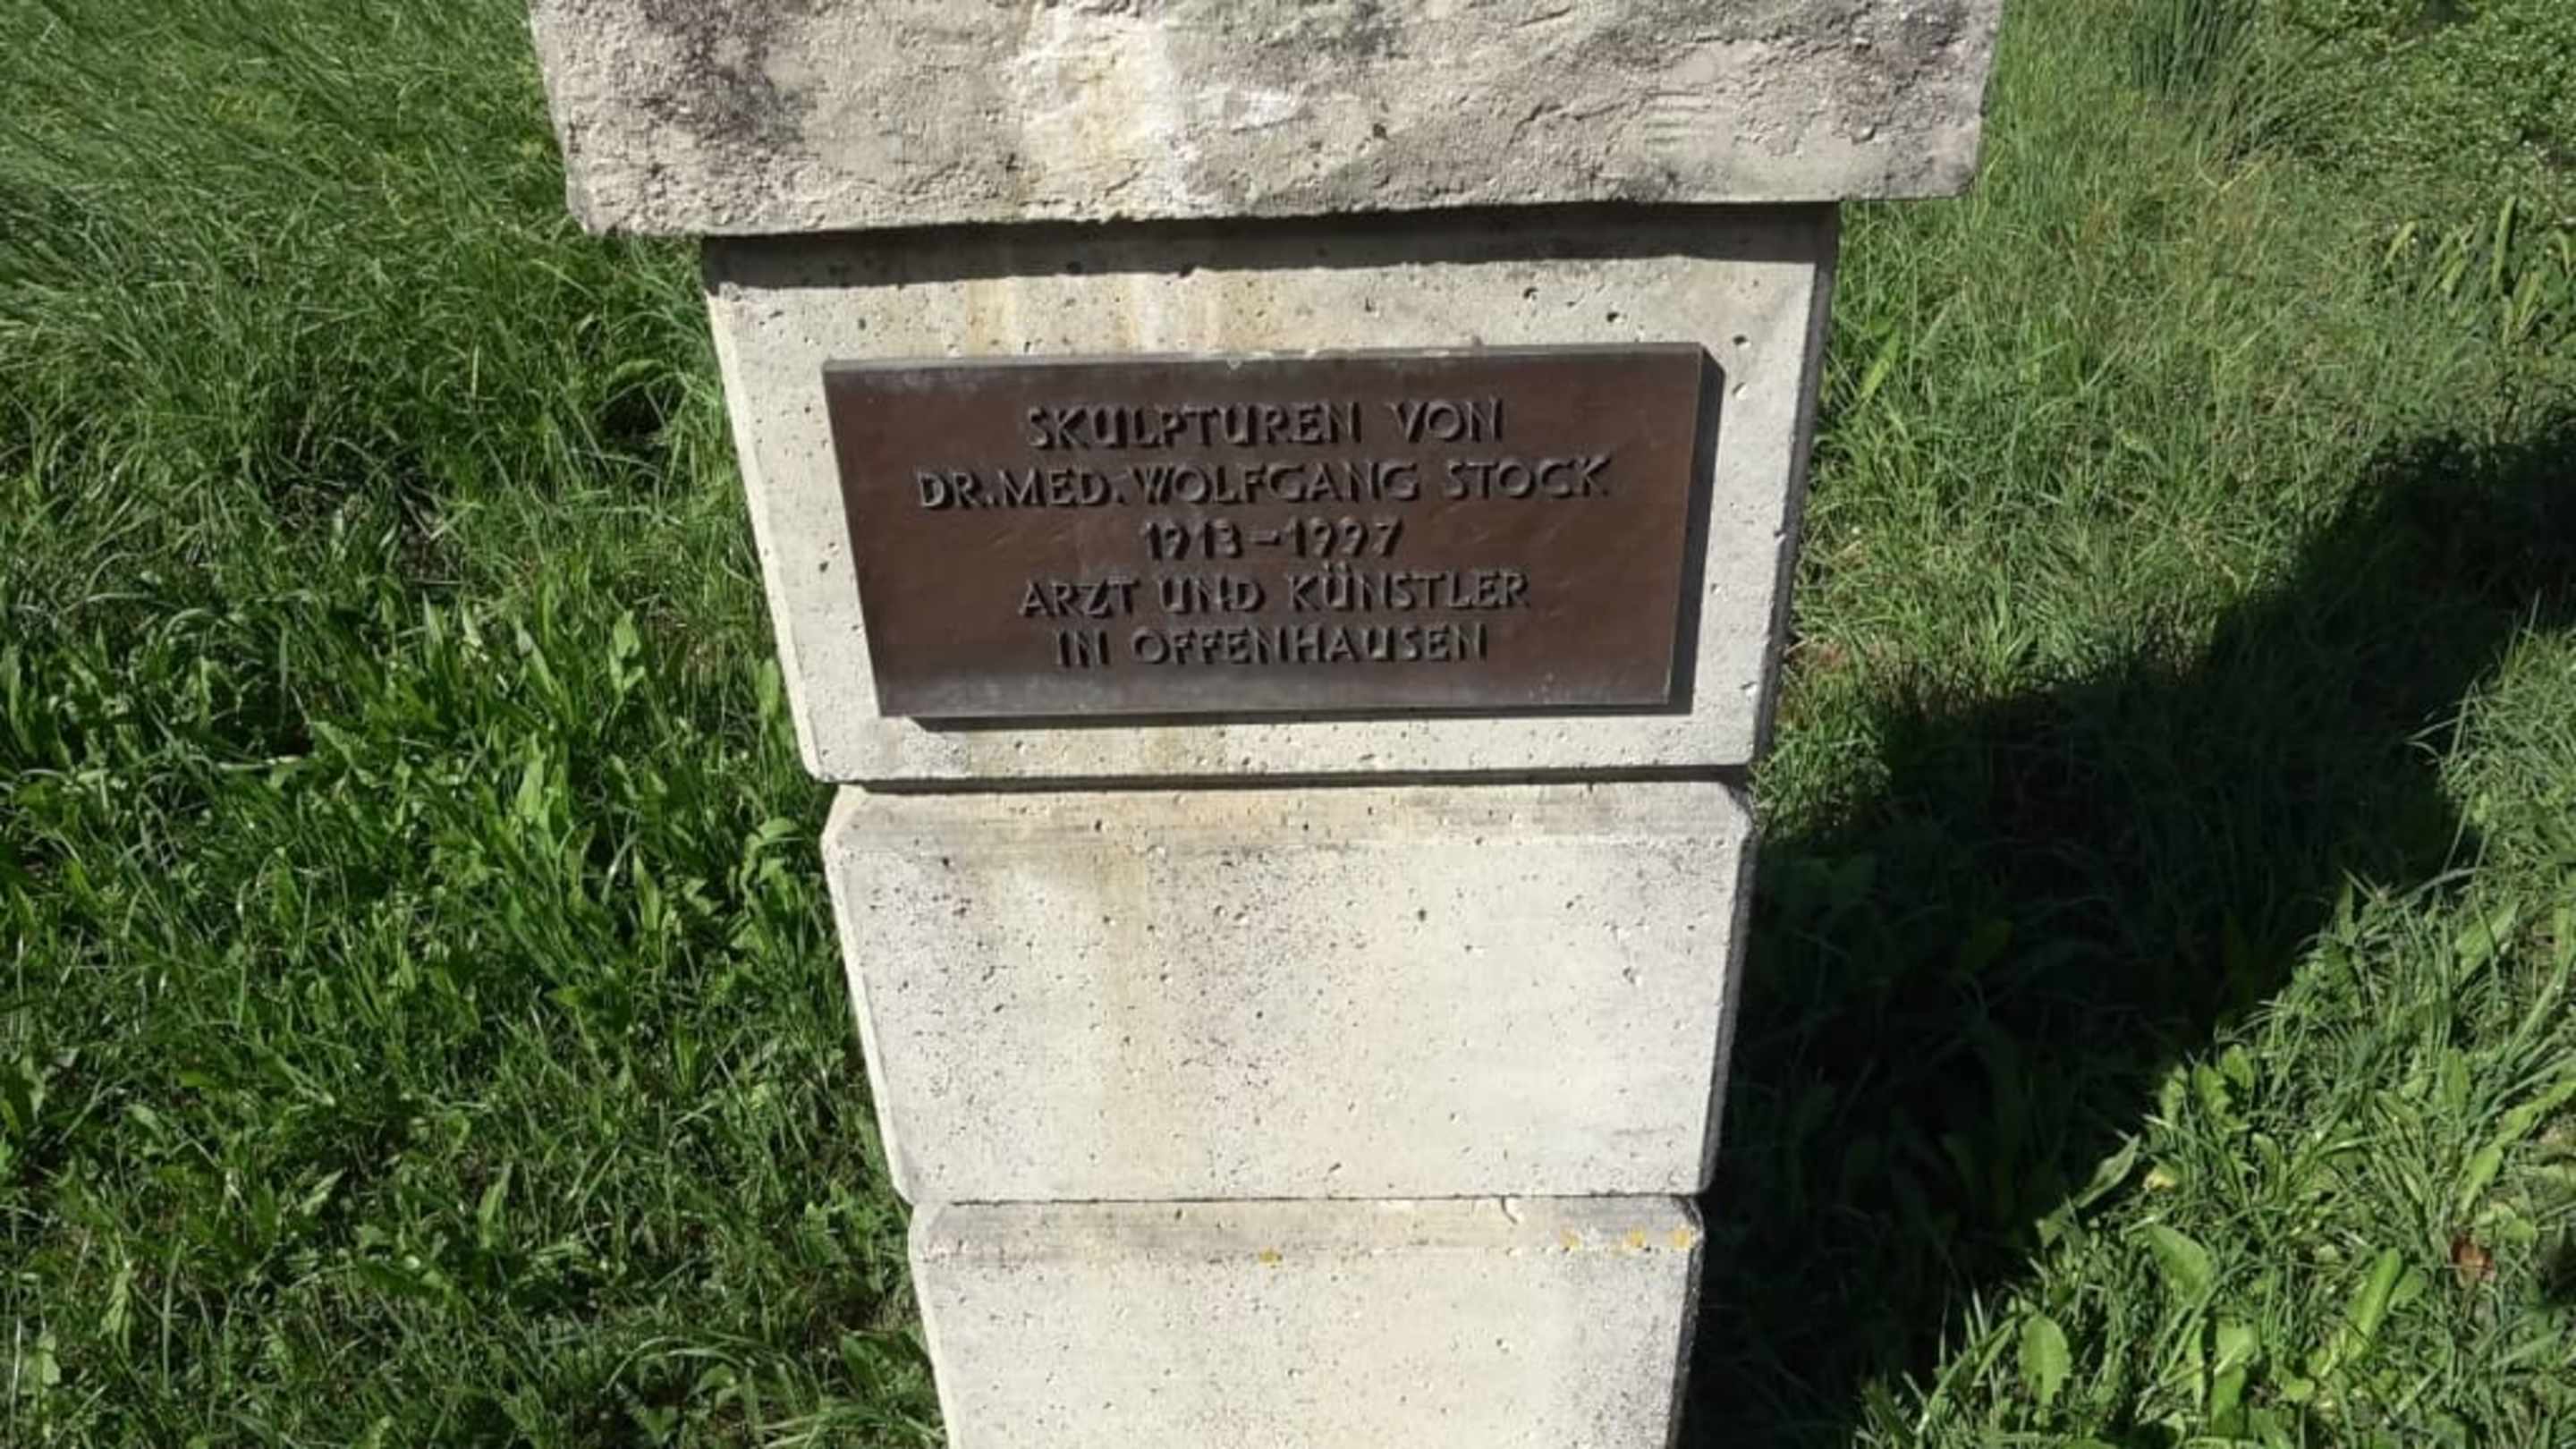 SKULPTUREN VON
DR.MED.WOLFGANG STOCK
1913-1997
ARZT UND KÜNSTLER
IN OFFENHAUSEN